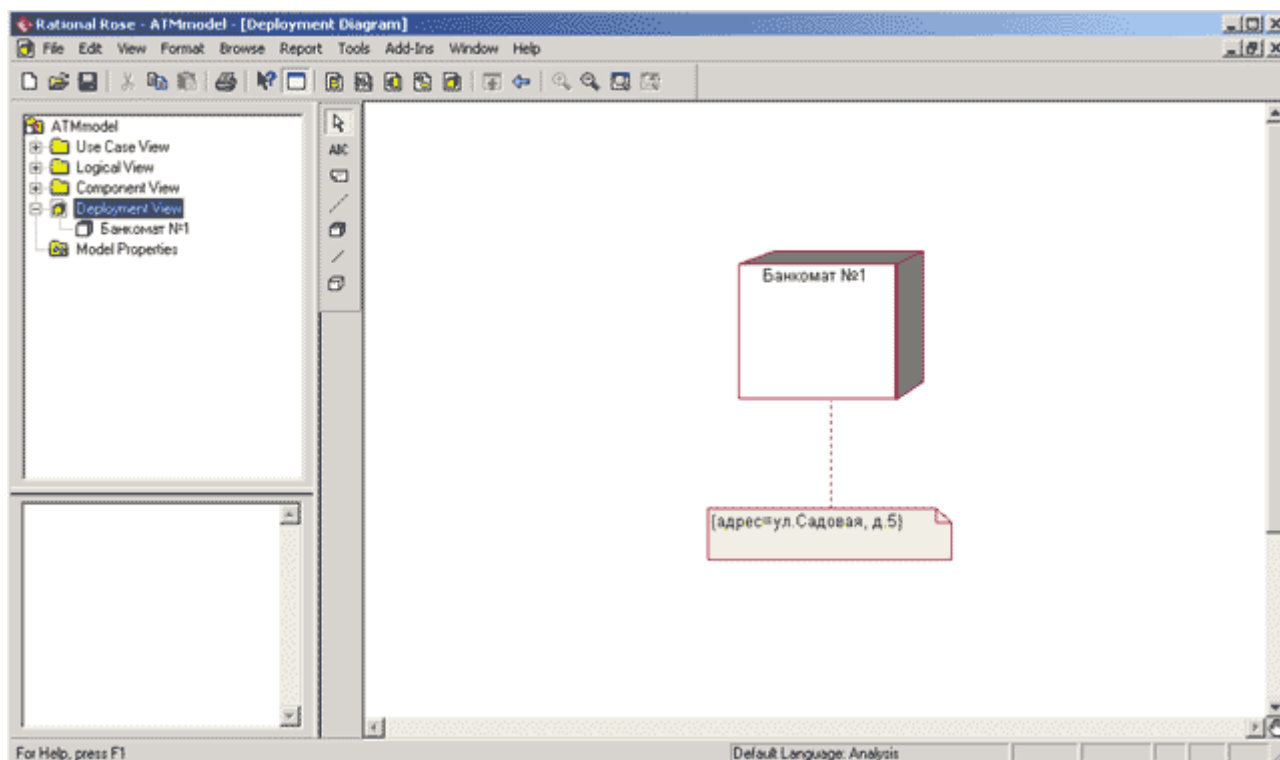 Rational Rose - ATMmodel - [Deployment Diagram]
File Edit View Format Browse Report Tools Add-Ins Window Help
ATMmodel
Use Case View
Logical View
Component View
Deployment View
Банкомат №1
Model Properties
ABC
Банкомат №1
{адрес=ул.Садовая, д.5}
For Help, press F1
Default Language: Analysis